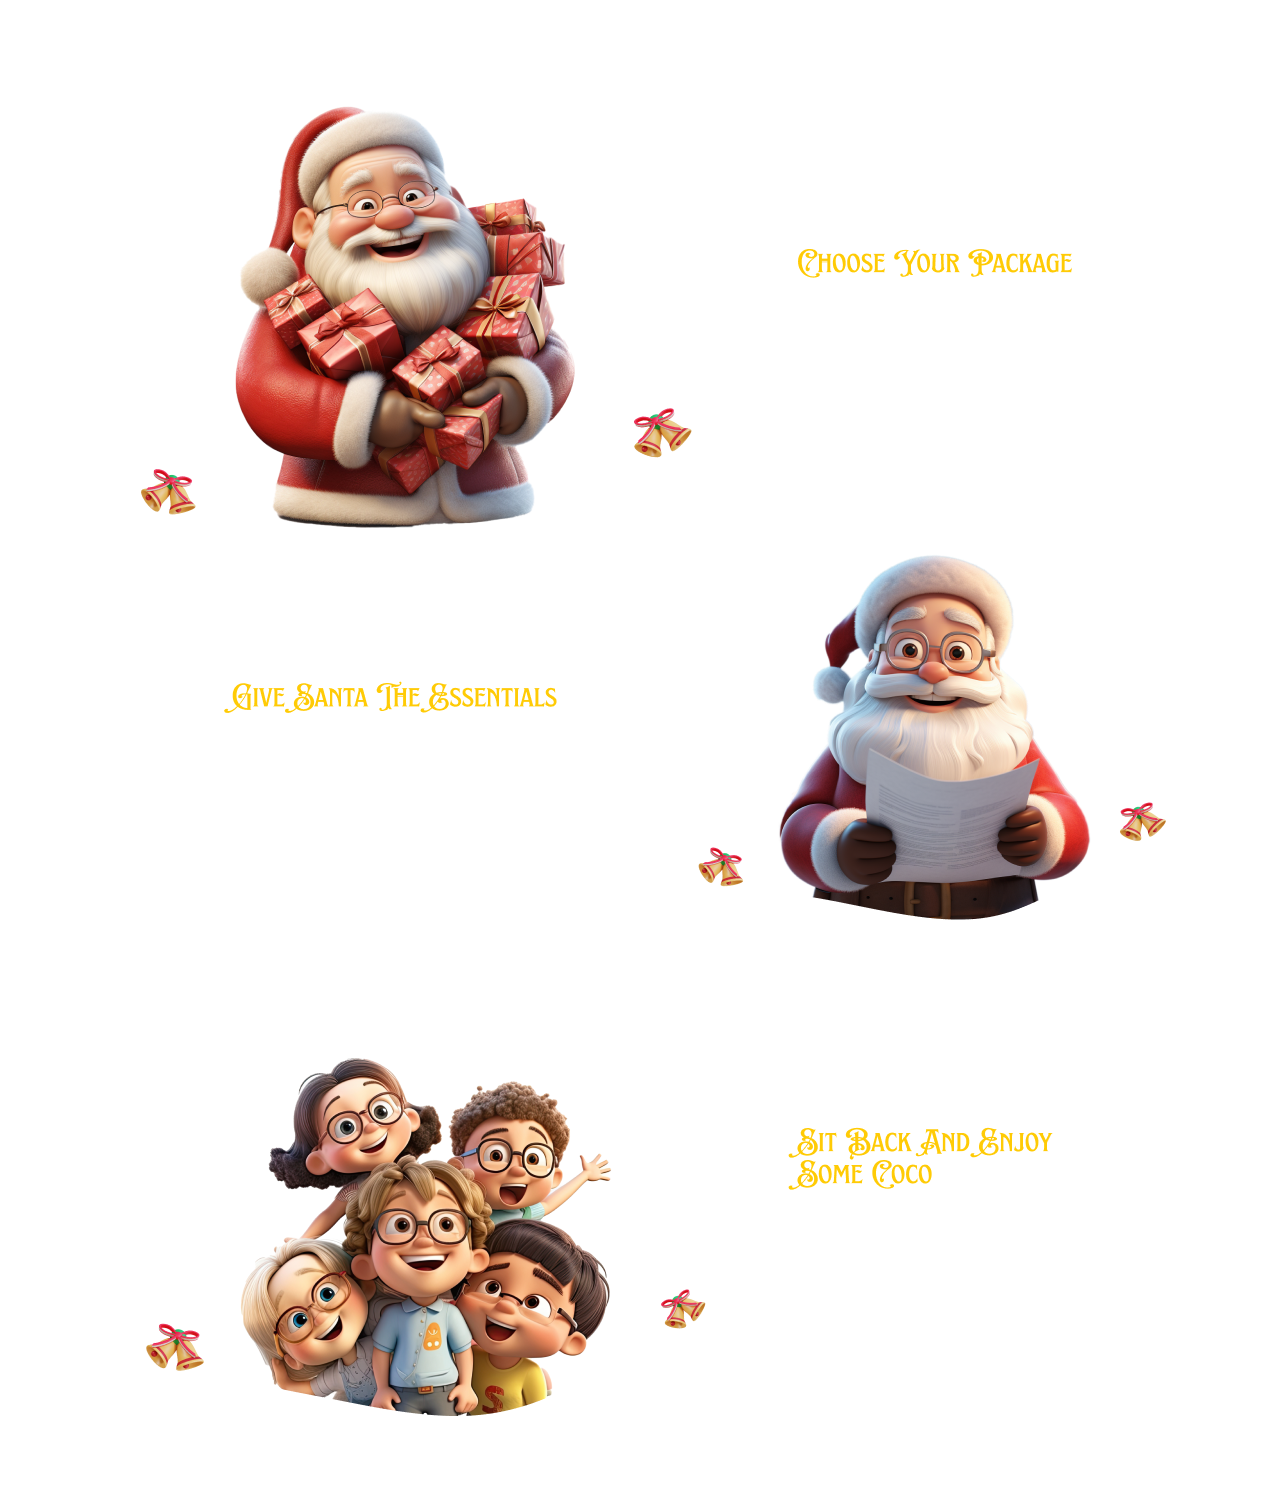 Choose Your Package
Give Santa The Essentials
Sit Back And Enjoy
Some Coco
S